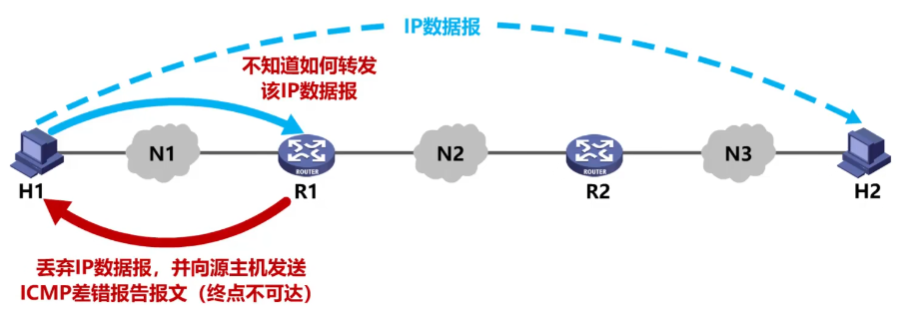 IP数据报
不知道如何转发
该IP数据报
N1
N2
N3
ROUTER
ROUTER
H1
R1
R2
H2
丢弃IP数据报，并向源主机发送
ICMP差错报告报文（终点不可达）